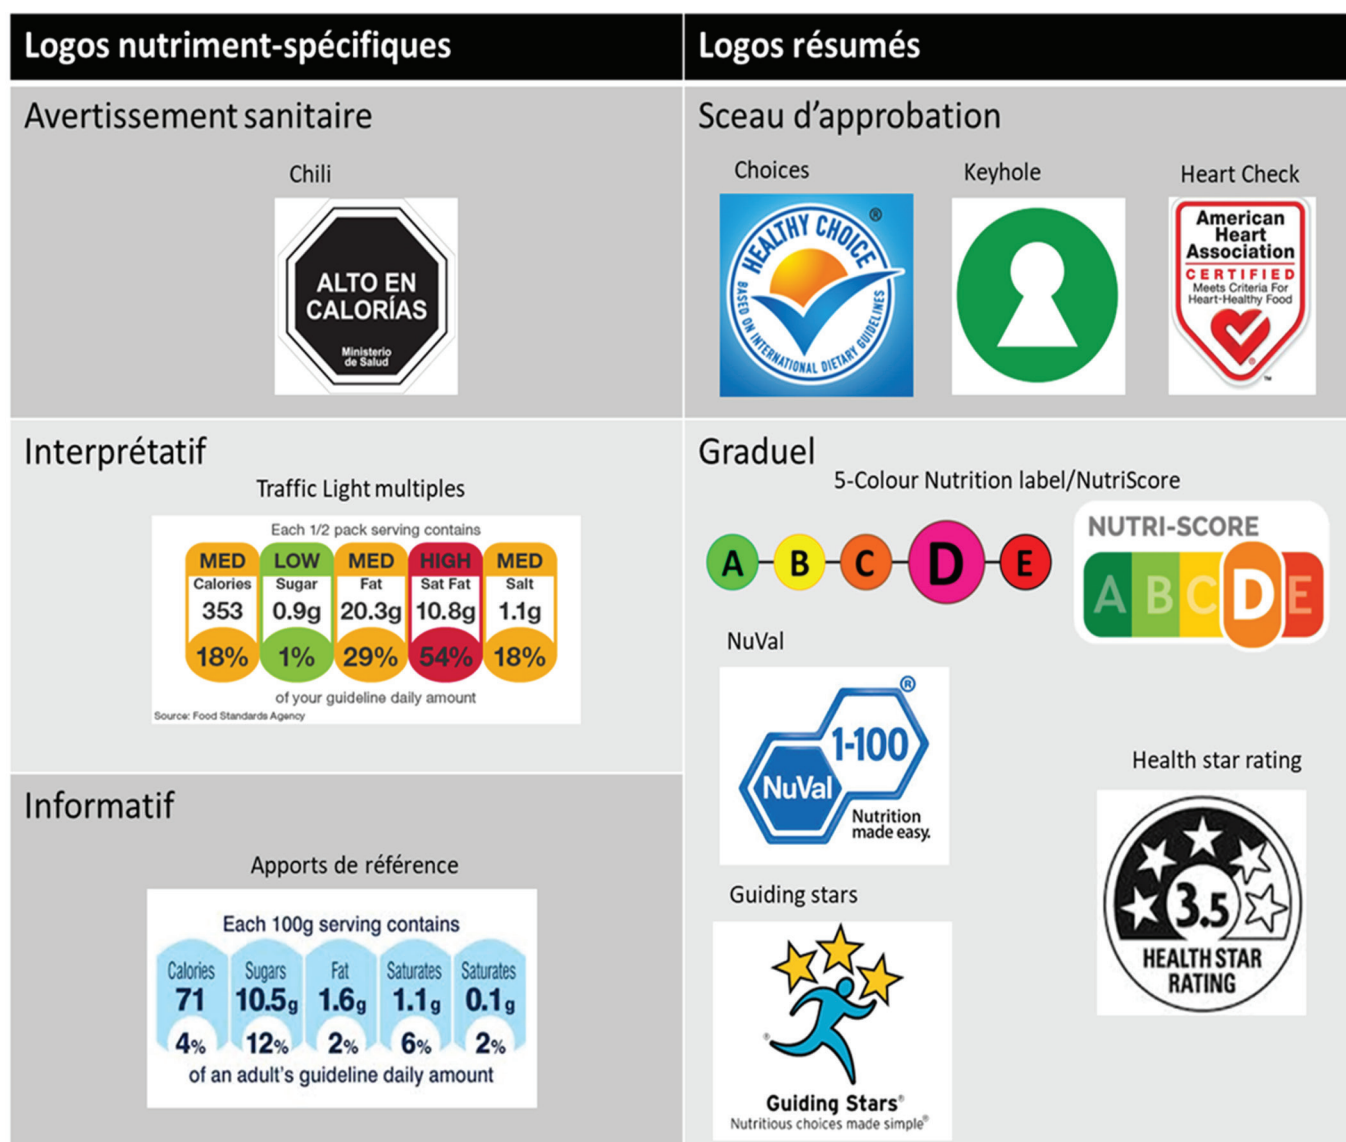 Logos nutriment-spécifiques
Avertissement sanitaire
Chili
ALTO EN
CALORÍAS
Ministerio
de Salud
Interprétatif
Traffic Light multiples
Each 1/2 pack serving contains
MED LOW MED HIGH MED
Calories Sugar Fat Sat Fat Salt
353 0.9g 20.3g 10.8g 1.1g
18% 1% 29% 54% 18%
of your guideline daily amount
Source: Food Standards Agency
Informatif
Apports de référence
Each 100g serving contains
Calories Sugars Fat Saturates Saturates
71 10.5g 1.6g 1.1g 0.1g
4% 12% 2% 6% 2%
of an adult's guideline daily amount
Logos résumés
Sceau d'approbation
Choices
HEALTHY CHOICE ®
BASED ON INTERNATIONAL DIETARY GUIDELINES
Keyhole
Heart Check
American
Heart
Association
CERTIFIED
Meets Criteria For
Heart-Healthy Food
®
™
Graduel
5-Colour Nutrition label/NutriScore
A B C D E
NUTRI-SCORE
A B C D E
NuVal
®
1-100
NuVal
Nutrition
made easy.
Health star rating
3.5
HEALTH STAR
RATING
Guiding stars
®
Guiding Stars®
Nutritious choices made simple®